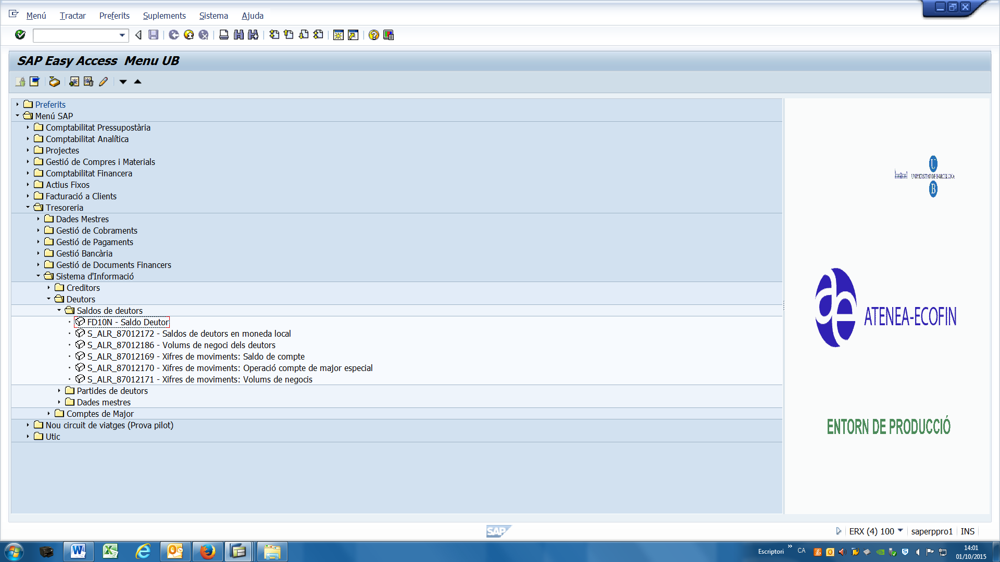 Menú Tractar Preferits Suplements Sistema Ajuda
SAP Easy Access Menu UB
Preferits
Menú SAP
Comptabilitat Pressupostària
Comptabilitat Analítica
Projectes
Gestió de Compres i Materials
Comptabilitat Financera
Actius Fixos
Facturació a Clients
Tresoreria
Dades Mestres
Gestió de Cobraments
Gestió de Pagaments
Gestió Bancària
Gestió de Documents Financers
Sistema d'Informació
Creditors
Deutors
Saldos de deutors
FD10N - Saldo Deutor
S_ALR_87012172 - Saldos de deutors en moneda local
S_ALR_87012186 - Volums de negoci dels deutors
S_ALR_87012169 - Xifres de moviments: Saldo de compte
S_ALR_87012170 - Xifres de moviments: Operació compte de major especial
S_ALR_87012171 - Xifres de moviments: Volums de negocis
Partides de deutors
Dades mestres
Comptes de Major
Nou circuit de viatges (Prova pilot)
Utic
U
UNIVERSITAT DE BARCELONA
B
ae
ATENEA-ECOFIN
ENTORN DE PRODUCCIÓ
SAP
ERX (4) 100 saperppro1 INS
Escriptori » CA
14:01
01/10/2015